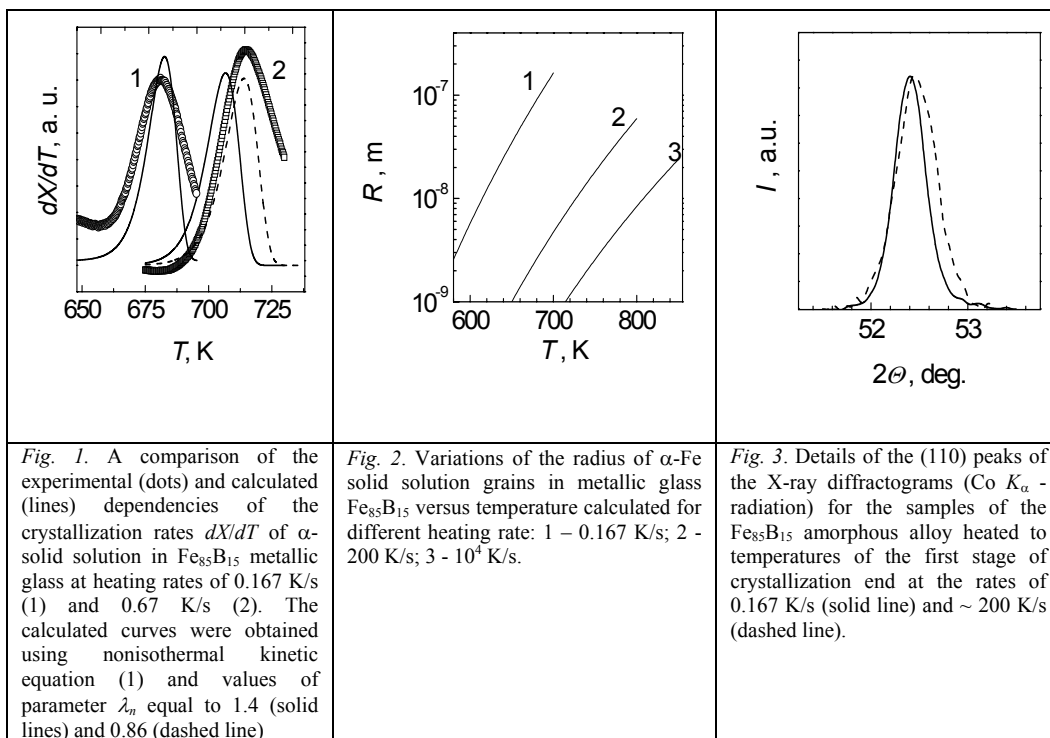 1
2
dX/dT, a. u.
650 675 700 725
T, K
10⁻⁷
10⁻⁸
10⁻⁹
R, m
1
2
3
600 700 800
T, K
I, a.u.
52 53
2Θ, deg.
Fig. 1. A comparison of the
experimental (dots) and calculated
(lines) dependencies of the
crystallization rates dX/dT of α-
solid solution in Fe₈₅B₁₅ metallic
glass at heating rates of 0.167 K/s
(1) and 0.67 K/s (2). The
calculated curves were obtained
using nonisothermal kinetic
equation (1) and values of
parameter λₙ equal to 1.4 (solid
lines) and 0.86 (dashed line)
Fig. 2. Variations of the radius of α-Fe
solid solution grains in metallic glass
Fe₈₅B₁₅ versus temperature calculated for
different heating rate: 1 – 0.167 K/s; 2 -
200 K/s; 3 - 10⁴ K/s.
Fig. 3. Details of the (110) peaks of
the X-ray diffractograms (Co Kα -
radiation) for the samples of the
Fe₈₅B₁₅ amorphous alloy heated to
temperatures of the first stage of
crystallization end at the rates of
0.167 K/s (solid line) and ~ 200 K/s
(dashed line).